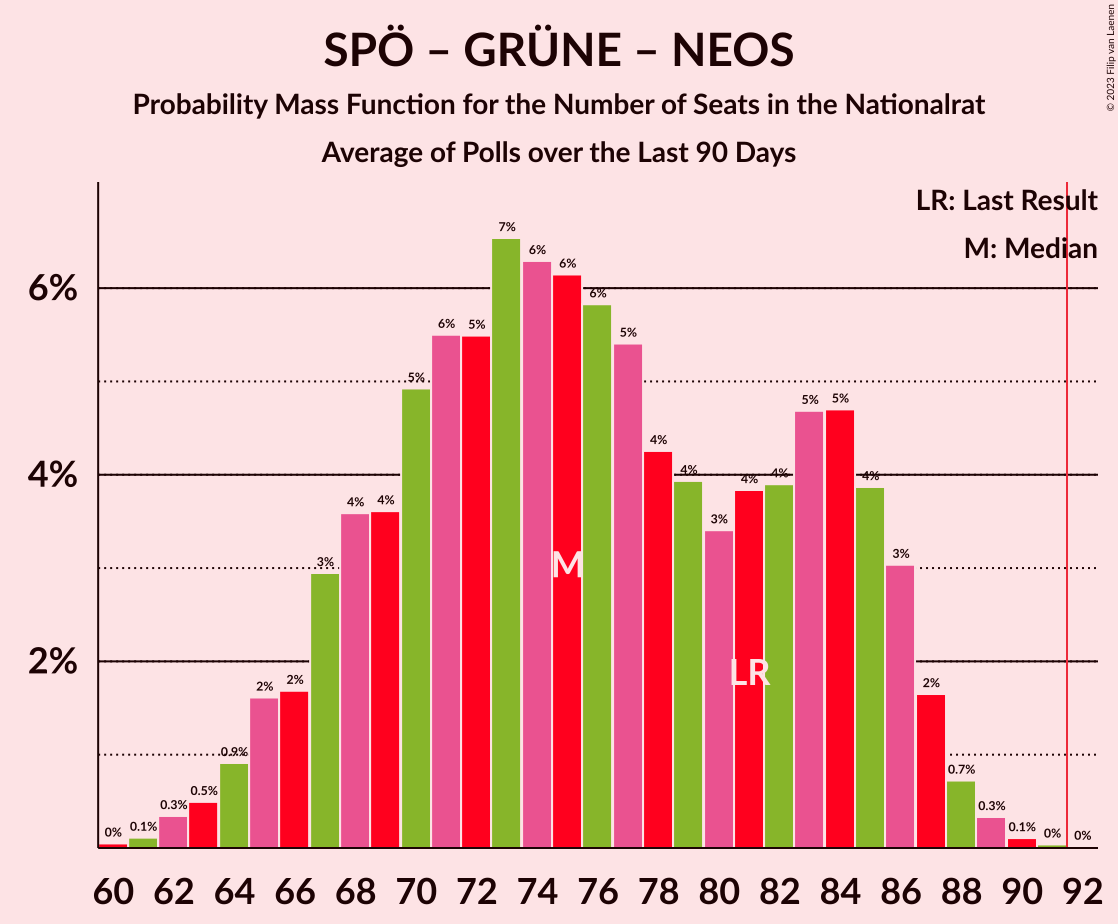 SPÖ – GRÜNE – NEOS
Probability Mass Function for the Number of Seats in the Nationalrat
Average of Polls over the Last 90 Days
© 2023 Filip van Laenen
LR: Last Result
M: Median
7%
6% 6%
6%
6%
6% 5%
5%
5%
5% 5%
4%
4%
4% 4% 4% 4%
4%
4% 4%
3%
3% 3%
M
LR
2%
2% 2% 2%
0.9%
0.7%
0.5%
0.3% 0.3%
0% 0.1% 0.1% 0% 0%
60 62 64 66 68 70 72 74 76 78 80 82 84 86 88 90 92